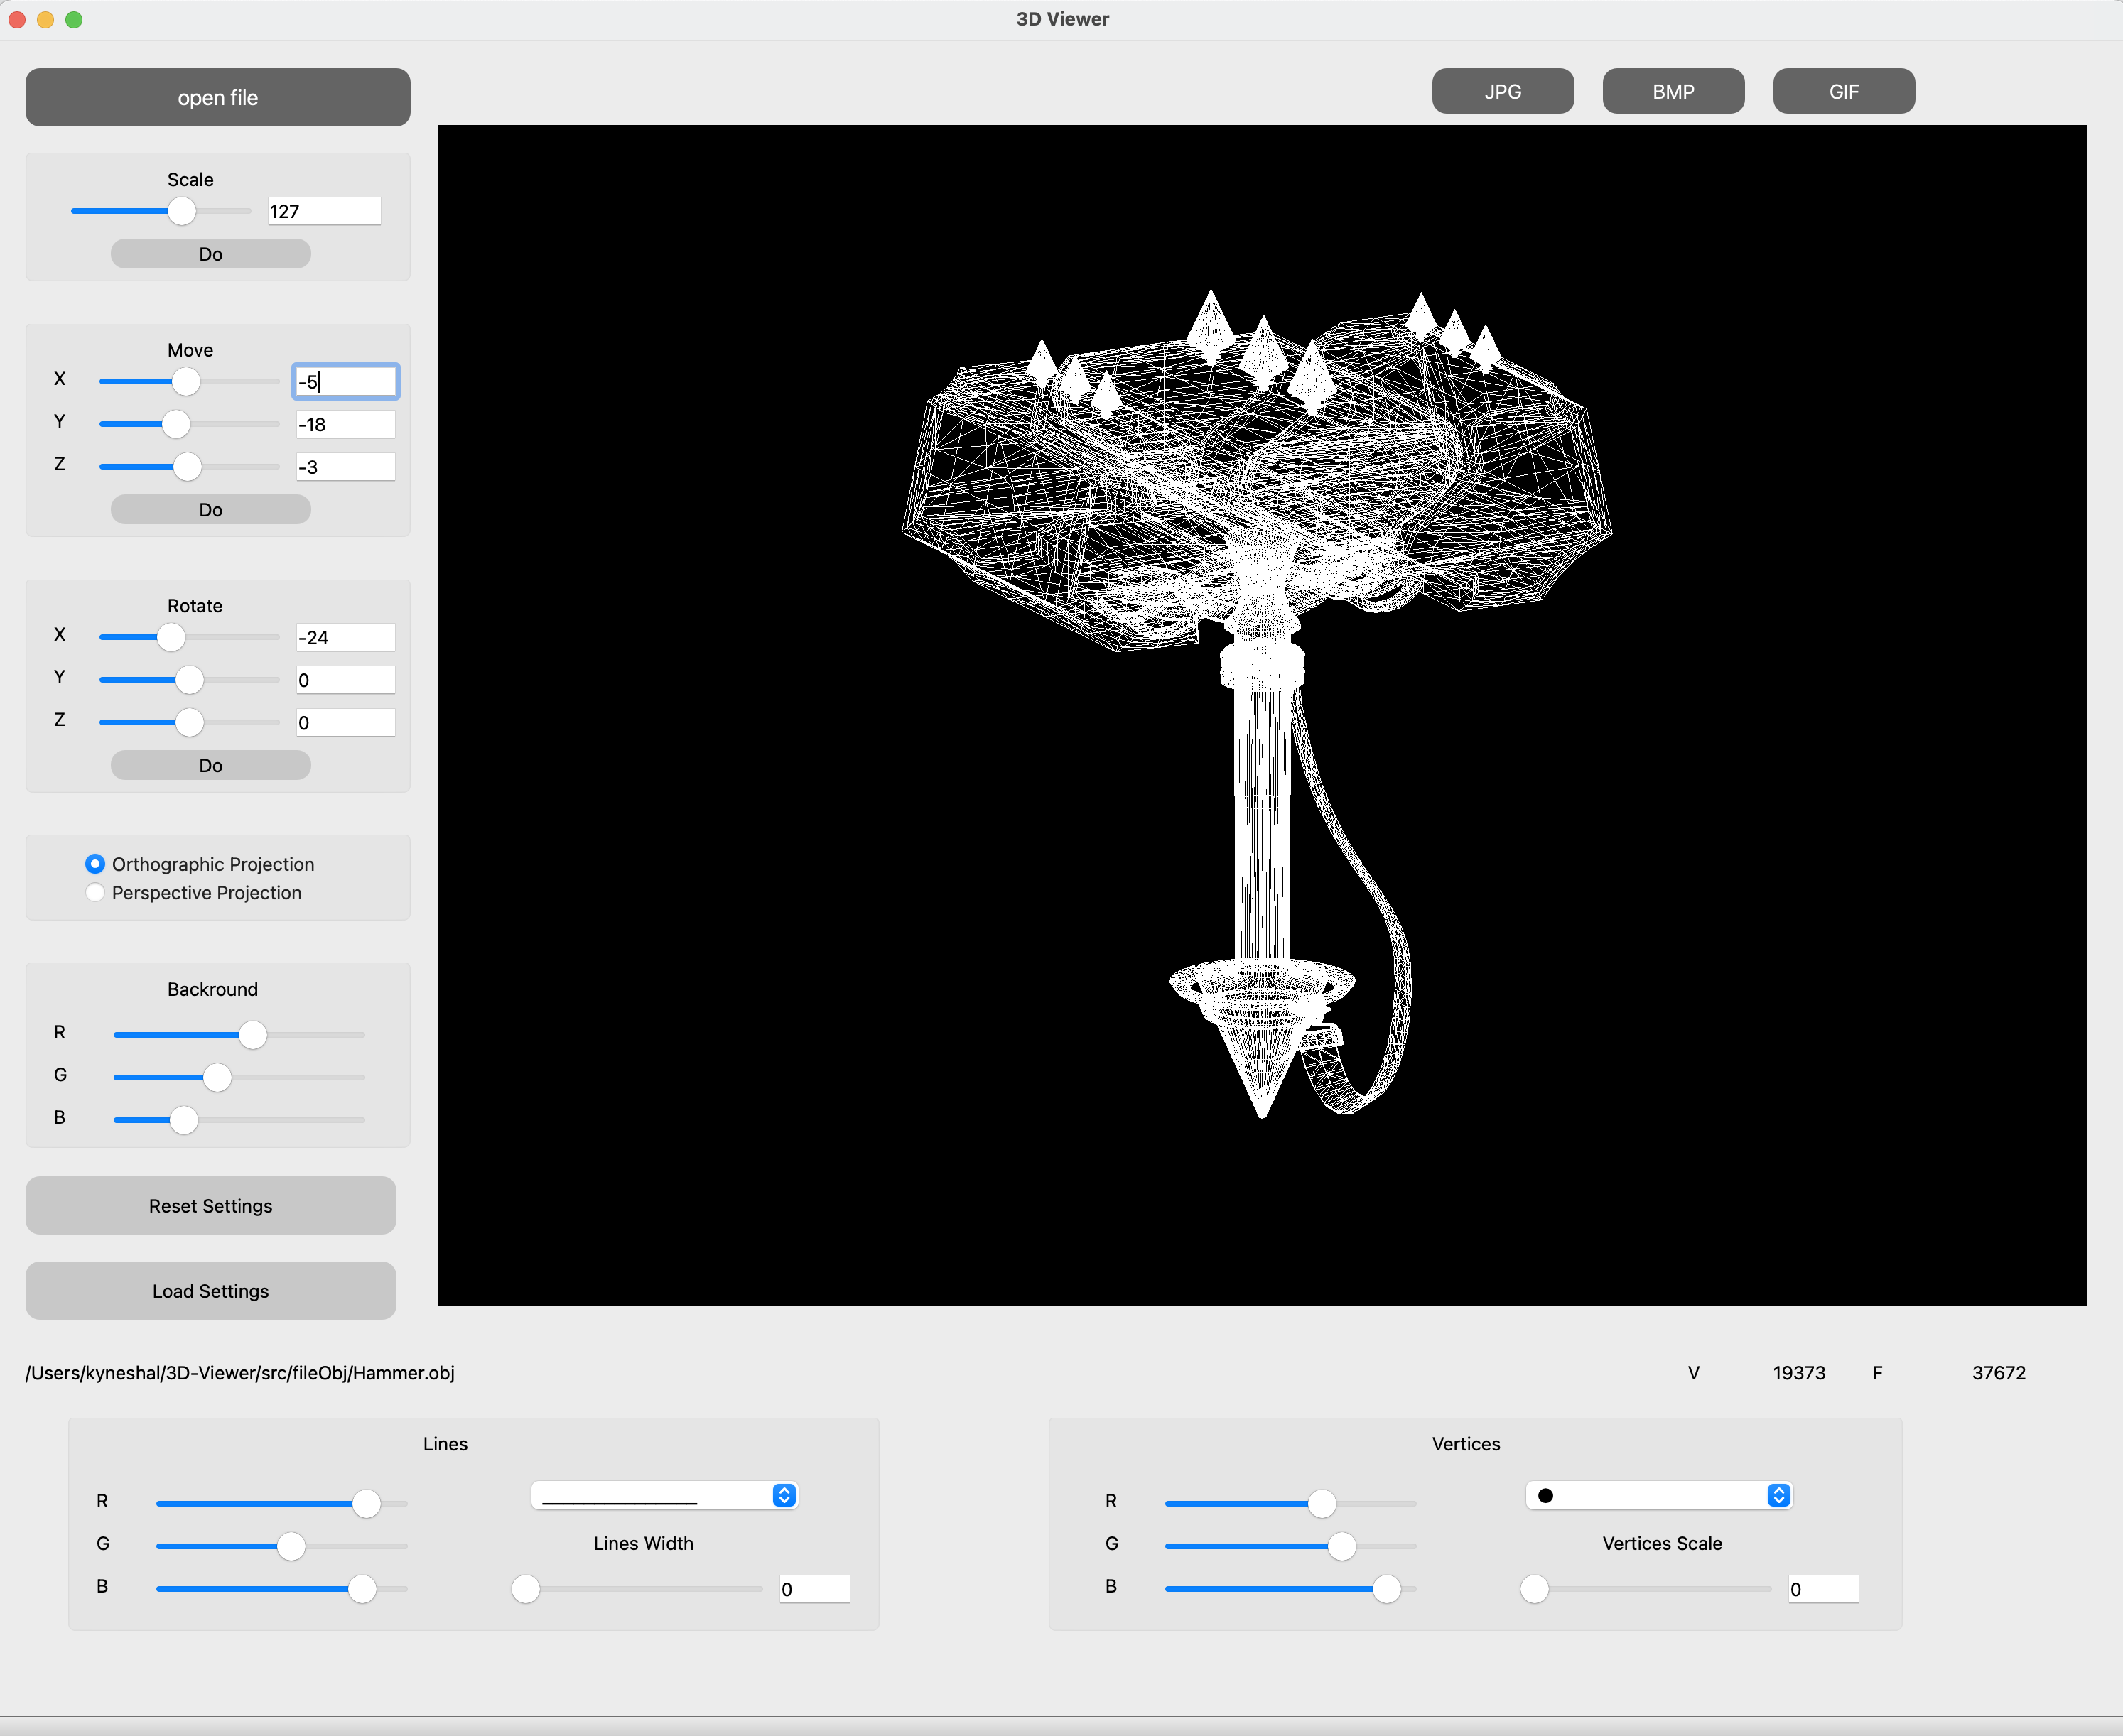 3D Viewer
open file
JPG
BMP
GIF
Scale
127
Do
Move
X
-5
Y
-18
Z
-3
Do
Rotate
X
-24
Y
0
Z
0
Do
Orthographic Projection
Perspective Projection
Backround
R
G
B
Reset Settings
Load Settings
/Users/kyneshal/3D-Viewer/src/fileObj/Hammer.obj
V 19373 F 37672
Lines
R
G
Lines Width
B
0
Vertices
R
G
Vertices Scale
B
0